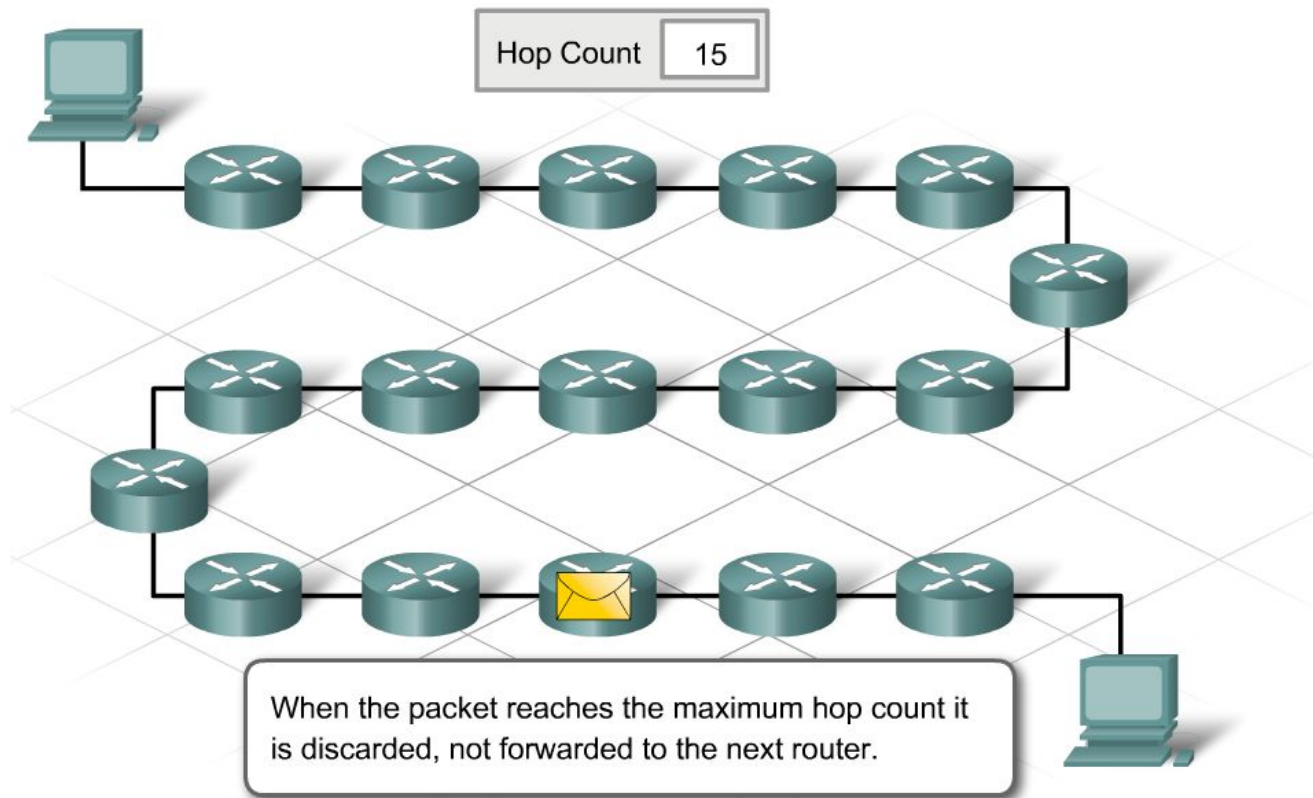 Hop Count 15
When the packet reaches the maximum hop count it
is discarded, not forwarded to the next router.